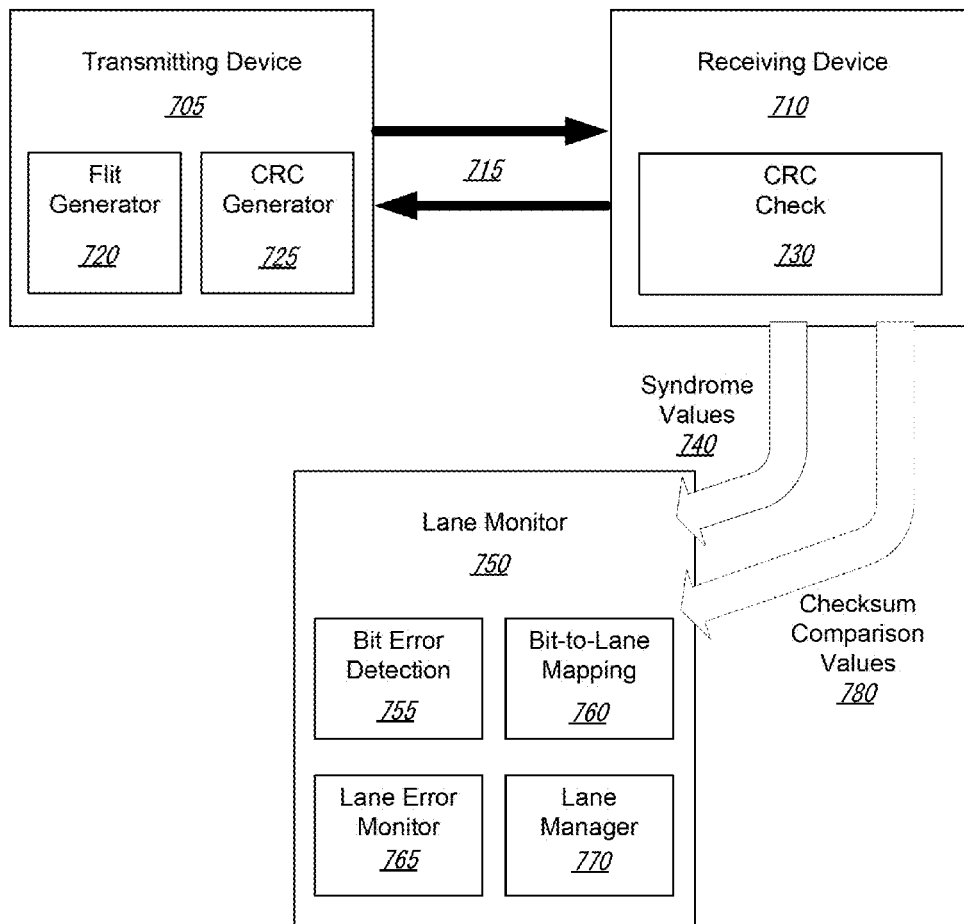 Transmitting Device
705
Flit
Generator
720
CRC
Generator
725
715
Receiving Device
710
CRC
Check
730
Syndrome
Values
740
Lane Monitor
750
Bit Error
Detection
755
Bit-to-Lane
Mapping
760
Lane Error
Monitor
765
Lane
Manager
770
Checksum
Comparison
Values
780